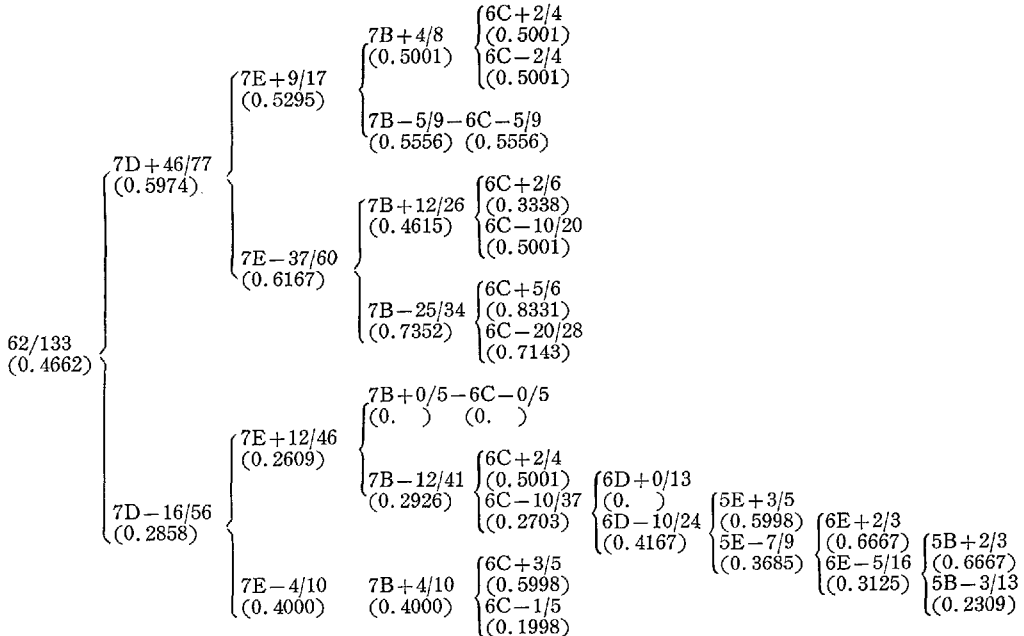 6C+2/4
7B+4/8 (0.5001)
(0.5001) 6C−2/4
7E+9/17 (0.5001)
(0.5295)
7B−5/9−6C−5/9
(0.5556) (0.5556)
7D+46/77
(0.5974)
6C+2/6
7B+12/26 (0.3338)
(0.4615) 6C−10/20
7E−37/60 (0.5001)
(0.6167)
6C+5/6
7B−25/34 (0.8331)
(0.7352) 6C−20/28
62/133 (0.7143)
(0.4662)
7B+0/5−6C−0/5
(0. ) (0. )
7E+12/46
(0.2609)
6C+2/4
7B−12/41 (0.5001) 6D+0/13
(0.2926) 6C−10/37 (0. ) 5E+3/5
7D−16/56 (0.2703) 6D−10/24 (0.5998) 6E+2/3
(0.2858) (0.4167) 5E−7/9 (0.6667) 5B+2/3
(0.3685) 6E−5/16 (0.6667)
6C+3/5 (0.3125) 5B−3/13
7E−4/10 7B+4/10 (0.5998) (0.2309)
(0.4000) (0.4000) 6C−1/5
(0.1998)